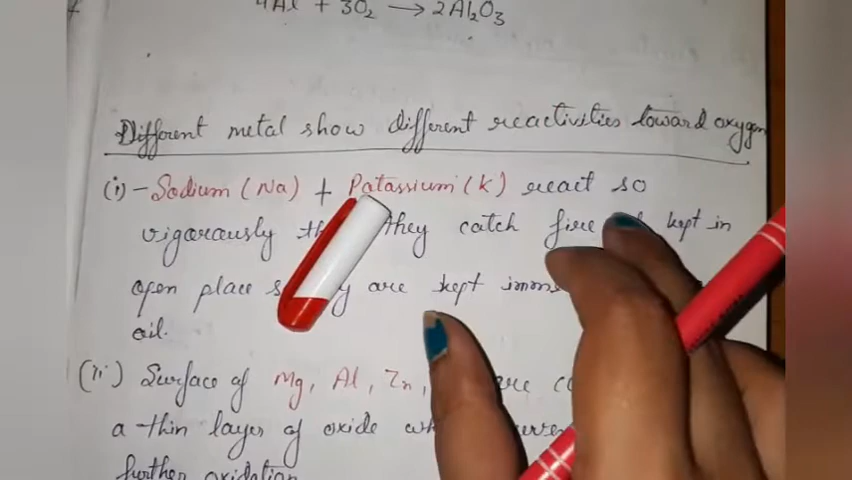 4Al + 3O₂ → 2Al₂O₃
Different metal show different reactivities toward oxygen
(i) - Sodium (Na) + Patassium (K) react so
vigorously they catch fire kept in
open place are kept
oil.
(ii) Surface of Mg, Al, Zn,
a thin layer of oxide
further oxidation